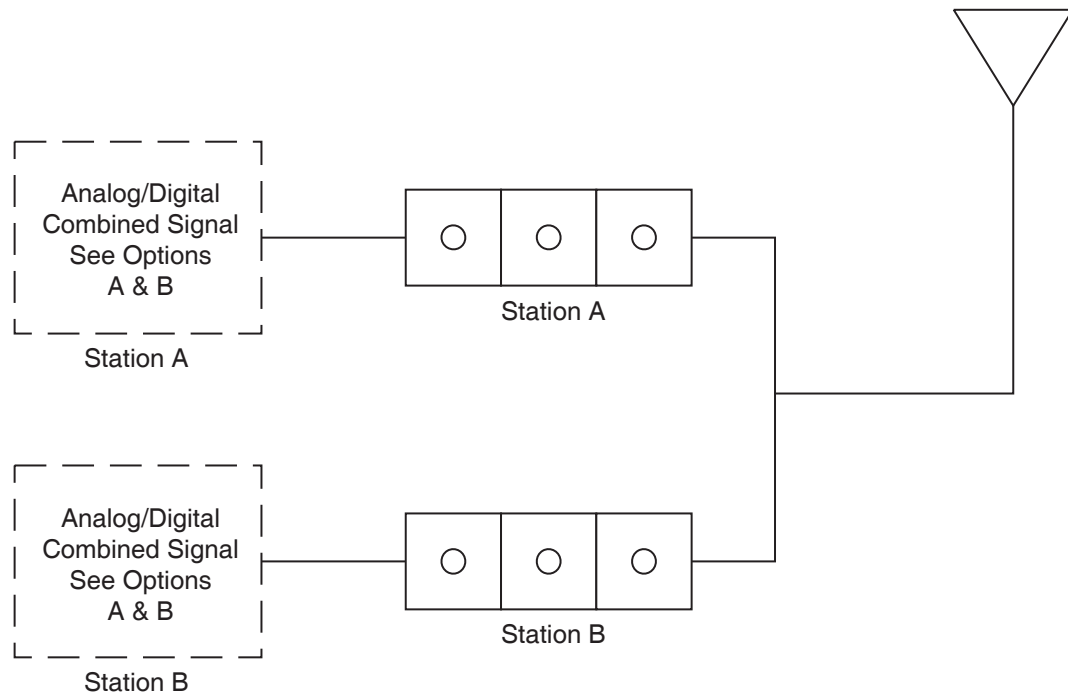 Analog/Digital
Combined Signal
See Options
A & B
Station A
Station A
Analog/Digital
Combined Signal
See Options
A & B
Station B
Station B